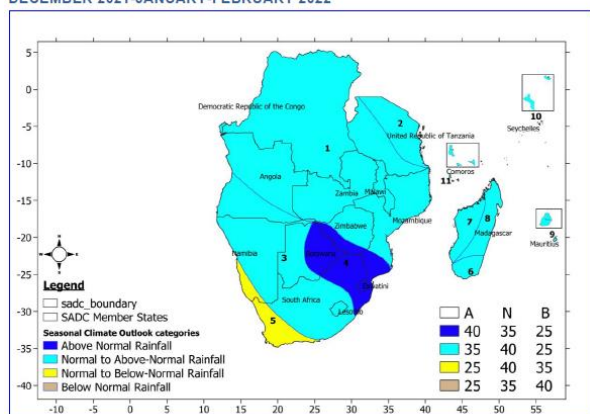 DECEMBER 2021-JANUARY-FEBRUARY 2022
5
0
-5
-10
-15
-20
-25
-30
-35
-40
Democratic Republic of the Congo
2
United Republic of Tanzania
10
Seychelles
1
Angola
Comoros
11
Zambia
Malawi
Mozambique
7
8
Madagascar
9
Mauritius
Zimbabwe
Namibia
3
Botswana
4
6
Eswatini
South Africa
Lesotho
5
Legend
sadc_boundary
SADC Member States
Seasonal Climate Outlook categories
Above Normal Rainfall
Normal to Above-Normal Rainfall
Normal to Below-Normal Rainfall
Below Normal Rainfall
A N B
40 35 25
35 40 25
25 40 35
25 35 40
-10 -5 0 5 10 15 20 25 30 35 40 45 50 55